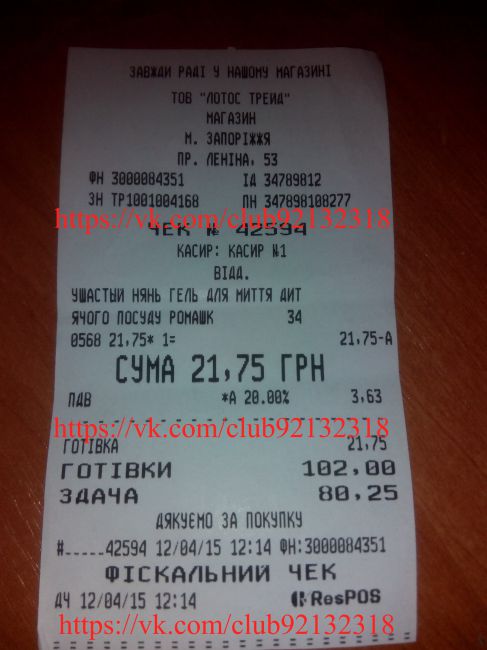 ЗАВЖДИ РАДІ У НАШОМУ МАГАЗИНІ
ТОВ "ЛОТОС ТРЕЙД"
МАГАЗИН
М. ЗАПОРІЖЖЯ
ПР. ЛЕНІНА, 53
ФН 3000084351 ІД 34789812
ЗН ТР1001004168 ПН 347898108277
https://vk.com/club92132318
ЧЕК № 42594
КАСИР: КАСИР №1
ВІДД.
УШАСТЫЙ НЯНЬ ГЕЛЬ ДЛЯ МИТТЯ ДИТ
ЯЧОГО ПОСУДУ РОМАШК 34
0568 21,75* 1= 21,75-А
СУМА 21,75 ГРН
ПДВ *А 20.00% 3,63
https://vk.com/club92132318
ГОТІВКА 21,75
ГОТІВКИ 102,00
ЗДАЧА 80,25
ДЯКУЄМО ЗА ПОКУПКУ
#.....42594 12/04/15 12:14 ФН:3000084351
ФІСКАЛЬНИЙ ЧЕК
ДЧ 12/04/15 12:14 ResPOS
https://vk.com/club92132318